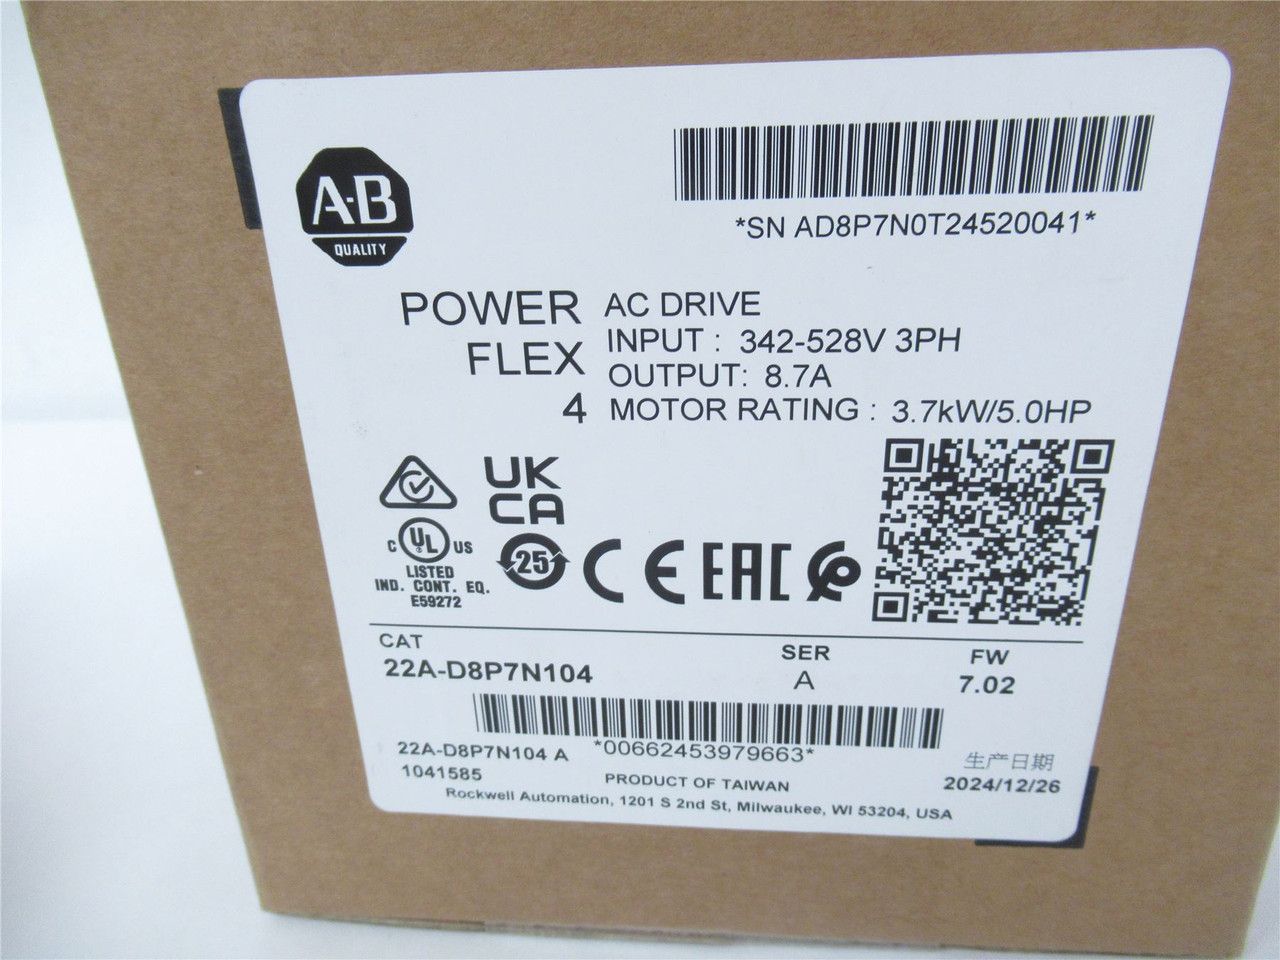 A-B
QUALITY
*SN AD8P7N0T24520041*
POWER
FLEX
4
AC DRIVE
INPUT : 342-528V 3PH
OUTPUT: 8.7A
MOTOR RATING : 3.7kW/5.0HP
UK
CA
C UL US
LISTED
IND. CONT. EQ.
E59272
25
CE
EAC
CAT
22A-D8P7N104
SER
A
FW
7.02
22A-D8P7N104 A
1041585
*00662453979663*
PRODUCT OF TAIWAN
生产日期
2024/12/26
Rockwell Automation, 1201 S 2nd St, Milwaukee, WI 53204, USA